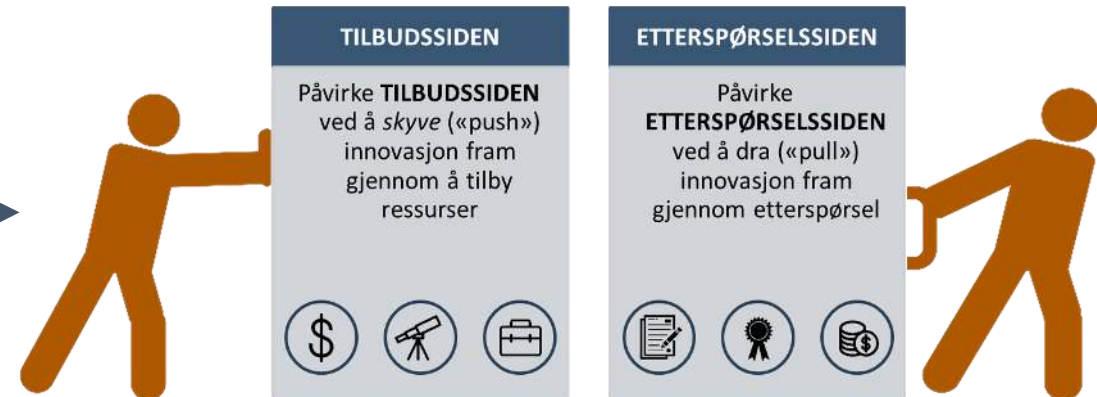 TILBUDSSIDEN
Påvirke TILBUDSSIDEN
ved å skyve («push»)
innovasjon fram
gjennom å tilby
ressurser
$
ETTERSPØRSELSSIDEN
Påvirke
ETTERSPØRSELSSIDEN
ved å dra («pull»)
innovasjon fram
gjennom etterspørsel
$